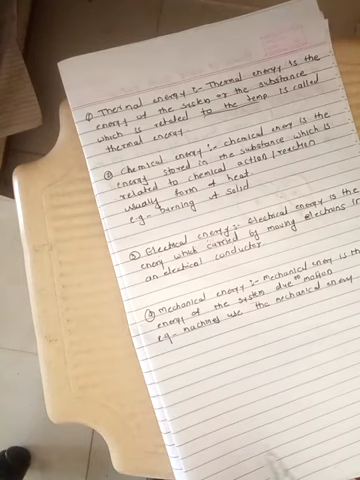 ① Thermal energy :- Thermal energy is the
energy of the system or the substance
which is related to the temp. is called
thermal energy
② Chemical energy :- chemical enery is the
energy stored in the substance which is
related to chemical action / reaction
usually form of heat.
e.g - burning of solid
③ Electrical energy :- Electrical energy is the
enery which carried by moving electrons in
an electrical conductor.
④ Mechanical energy :- Mechanical enery is the
energy of the system due to motion
e.g - machines use the mechanical energy